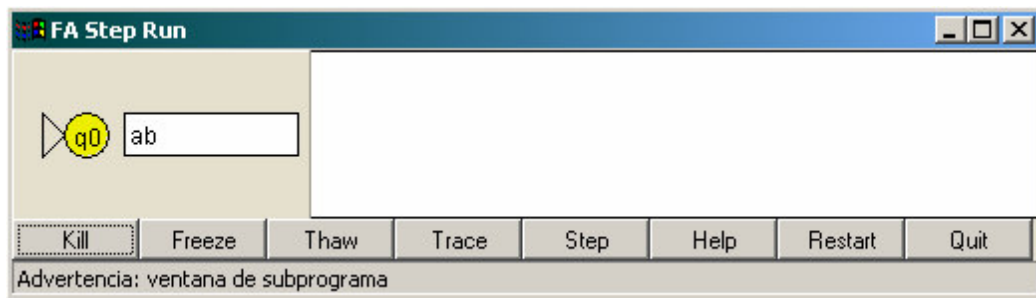 FA Step Run
q0 ab
Kill Freeze Thaw Trace Step Help Restart Quit
Advertencia: ventana de subprograma